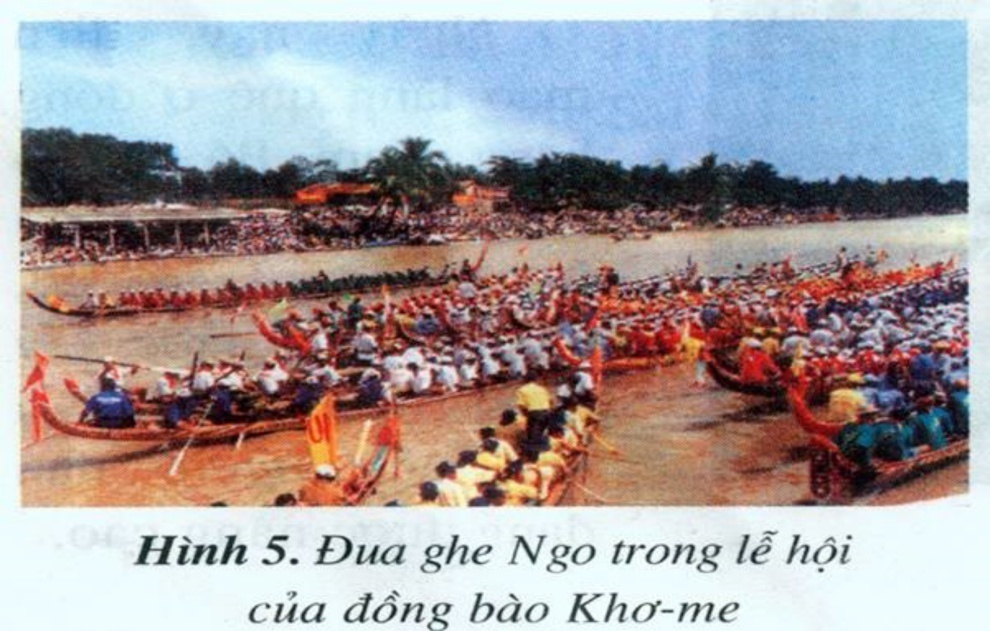 Hình 5. Đua ghe Ngo trong lễ hội
của đồng bào Khơ-me